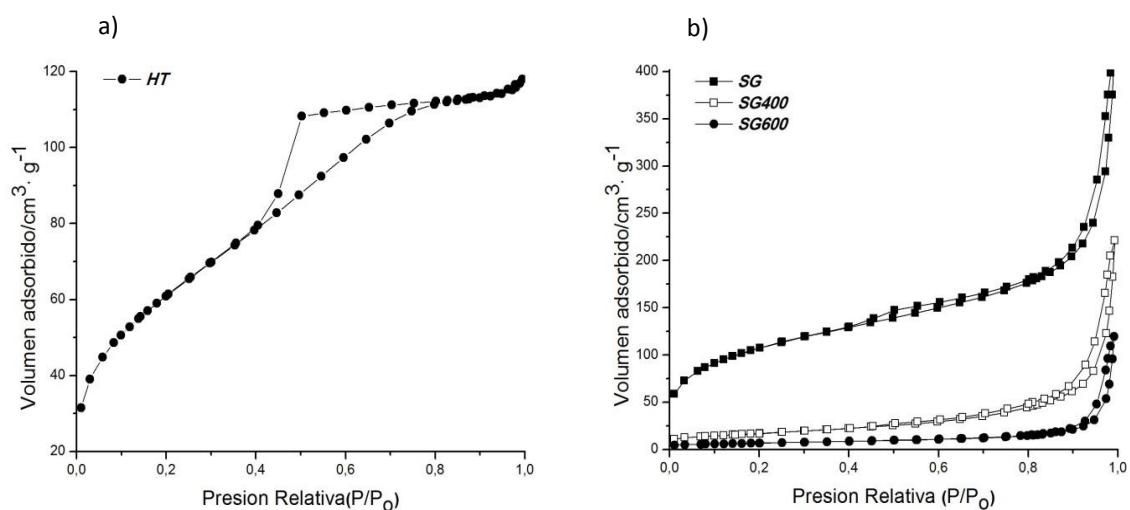 a)
HT
120
100
80
60
40
20
0,0 0,2 0,4 0,6 0,8 1,0
Volumen adsorbido/cm³· g⁻¹
Presion Relativa(P/Po)
b)
SG
SG400
SG600
400
350
300
250
200
150
100
50
0
0,0 0,2 0,4 0,6 0,8 1,0
Volumen adsorbido/cm³· g⁻¹
Presion Relativa (P/Po)